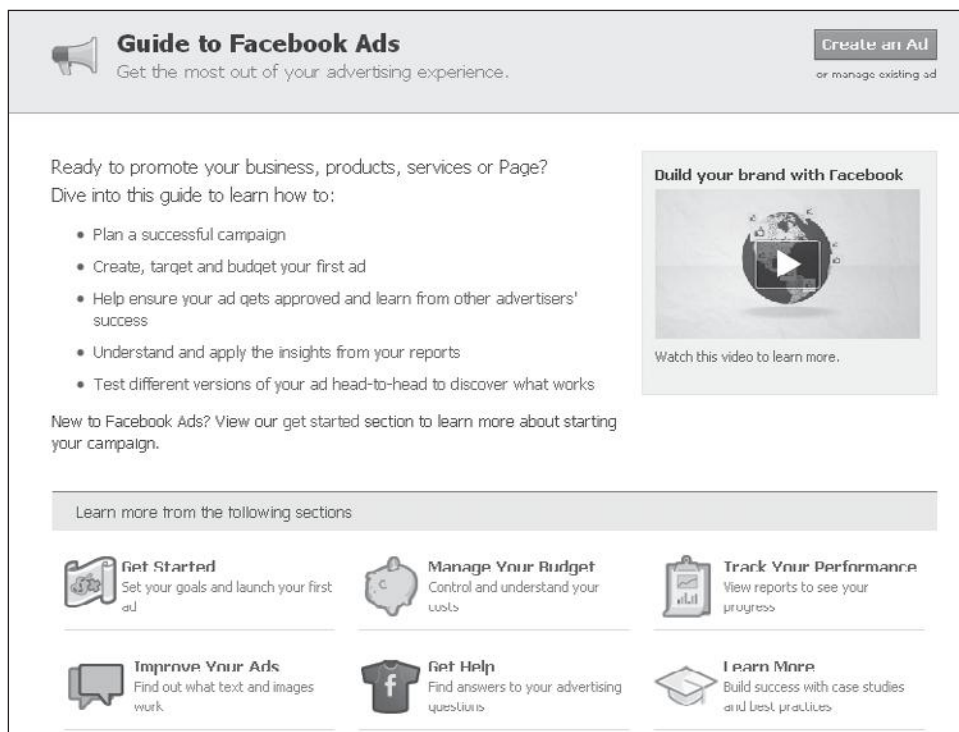 Guide to Facebook Ads
Get the most out of your advertising experience.
Create an Ad
or manage existing ad
Ready to promote your business, products, services or Page?
Dive into this guide to learn how to:
• Plan a successful campaign
• Create, target and budget your first ad
• Help ensure your ad gets approved and learn from other advertisers'
success
• Understand and apply the insights from your reports
• Test different versions of your ad head-to-head to discover what works
New to Facebook Ads? View our get started section to learn more about starting
your campaign.
Build your brand with Facebook
Watch this video to learn more.
Learn more from the following sections
Get Started
Set your goals and launch your first
ad
Manage Your Budget
Control and understand your
costs
Track Your Performance
View reports to see your
progress
Improve Your Ads
Find out what text and images
work
f
Get Help
Find answers to your advertising
questions
Learn More
Build success with case studies
and best practices